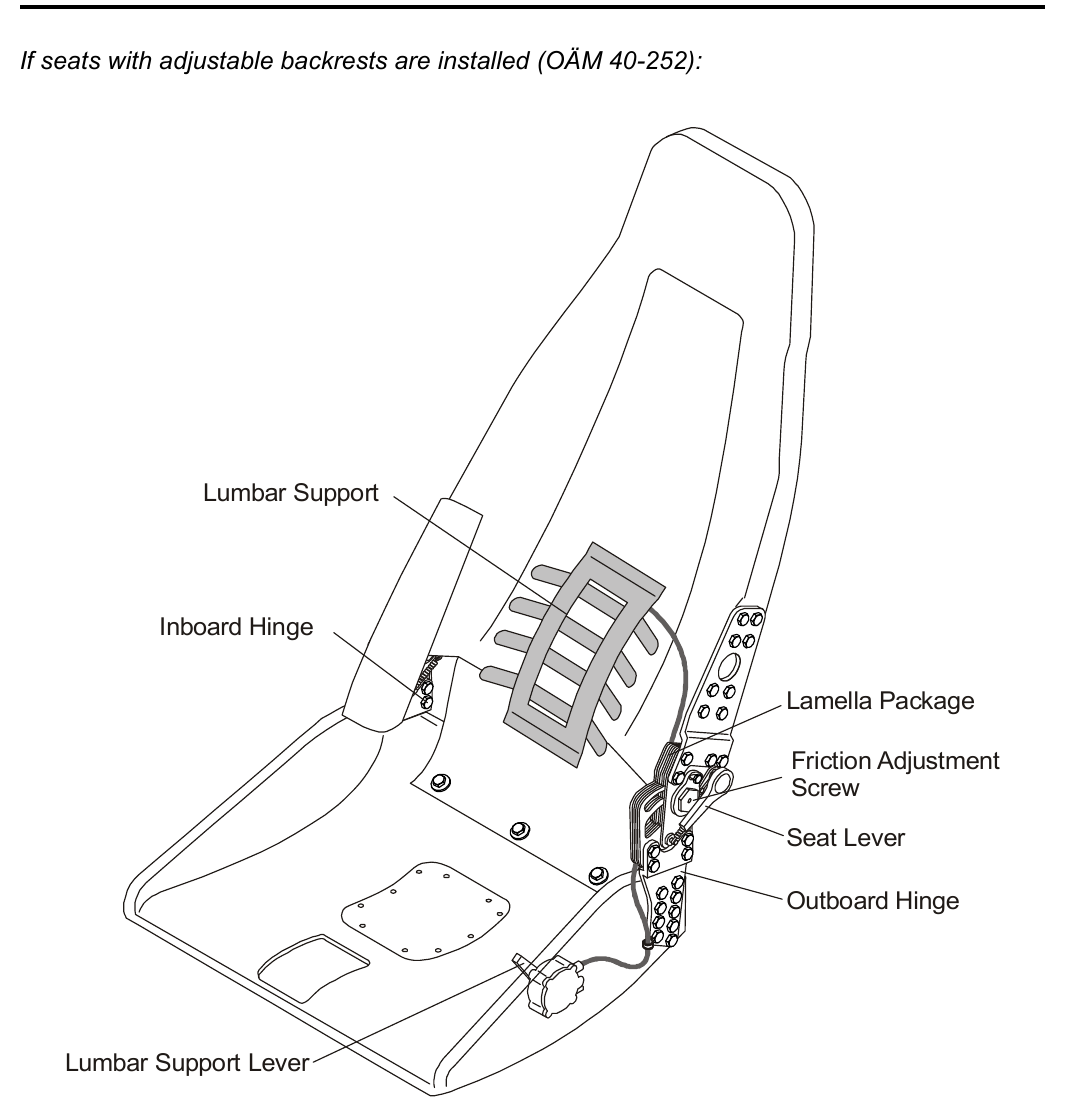 If seats with adjustable backrests are installed (OÄM 40-252):
Lumbar Support
Inboard Hinge
Lamella Package
Friction Adjustment
Screw
Seat Lever
Outboard Hinge
Lumbar Support Lever